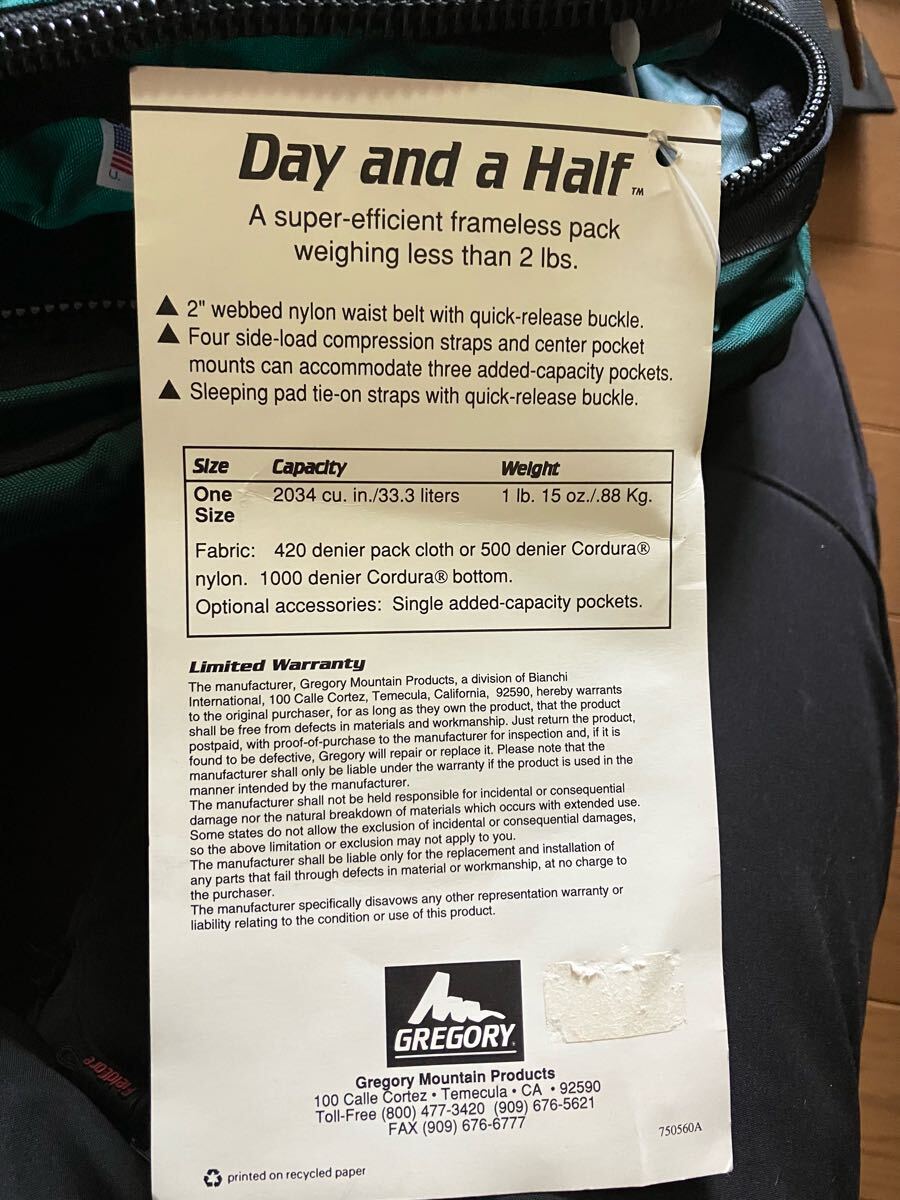 Day and a Half™
A super-efficient frameless pack
weighing less than 2 lbs.
▲ 2" webbed nylon waist belt with quick-release buckle.
▲ Four side-load compression straps and center pocket
mounts can accommodate three added-capacity pockets.
▲ Sleeping pad tie-on straps with quick-release buckle.
Size Capacity Weight
One 2034 cu. in./33.3 liters 1 lb. 15 oz./.88 Kg.
Size
Fabric: 420 denier pack cloth or 500 denier Cordura®
nylon. 1000 denier Cordura® bottom.
Optional accessories: Single added-capacity pockets.
Limited Warranty
The manufacturer, Gregory Mountain Products, a division of Bianchi
International, 100 Calle Cortez, Temecula, California, 92590, hereby warrants
to the original purchaser, for as long as they own the product, that the product
shall be free from defects in materials and workmanship. Just return the product,
postpaid, with proof-of-purchase to the manufacturer for inspection and, if it is
found to be defective, Gregory will repair or replace it. Please note that the
manufacturer shall only be liable under the warranty if the product is used in the
manner intended by the manufacturer.
The manufacturer shall not be held responsible for incidental or consequential
damage nor the natural breakdown of materials which occurs with extended use.
Some states do not allow the exclusion of incidental or consequential damages,
so the above limitation or exclusion may not apply to you.
The manufacturer shall be liable only for the replacement and installation of
any parts that fail through defects in material or workmanship, at no charge to
the purchaser.
The manufacturer specifically disavows any other representation warranty or
liability relating to the condition or use of this product.
GREGORY
Gregory Mountain Products
100 Calle Cortez • Temecula • CA • 92590
Toll-Free (800) 477-3420 (909) 676-5621
FAX (909) 676-6777
750560A
printed on recycled paper
Fieldcore